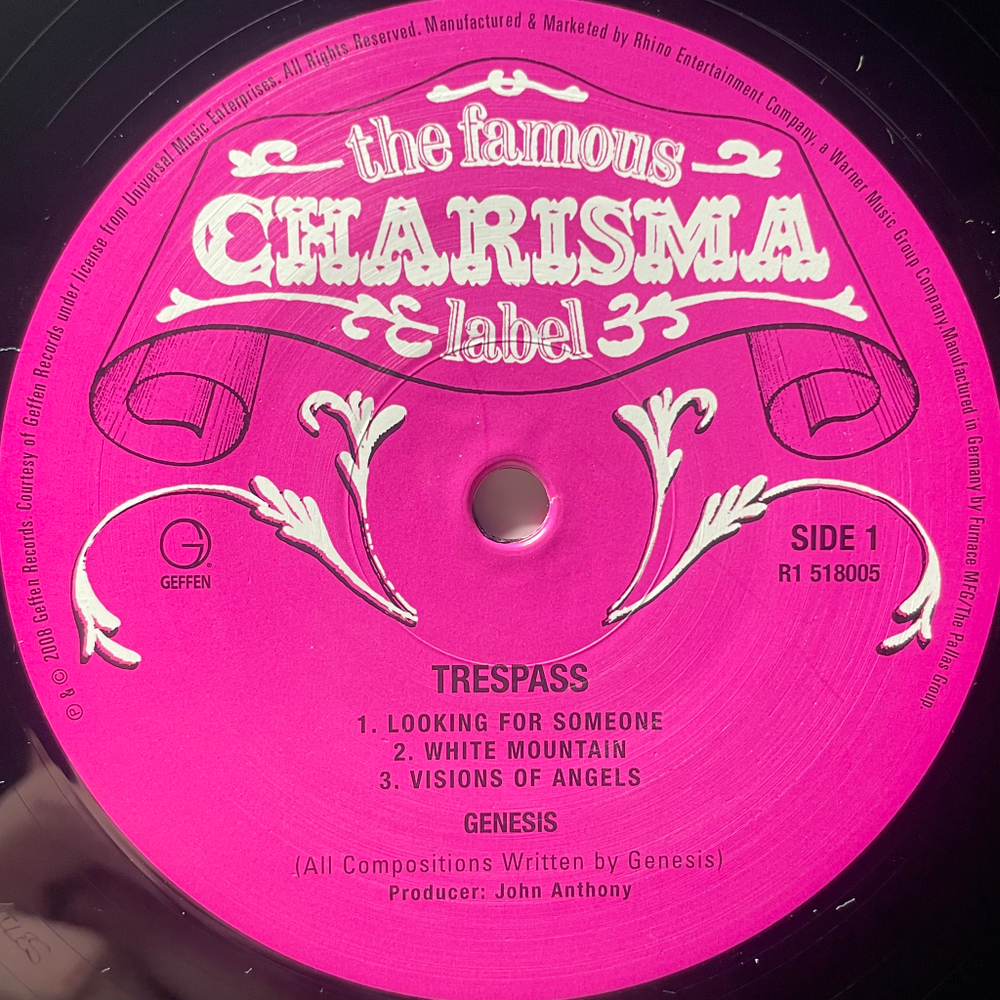 ℗ & © 2008 Geffen Records. Courtesy of Geffen Records under license from Universal Music Enterprises. All Rights Reserved. Manufactured & Marketed by Rhino Entertainment Company, a Warner Music Group Company. Manufactured in Germany by Furnace MFG/The Pallas Group.
the famous
CHARISMA
label
GEFFEN®
SIDE 1
R1 518005
TRESPASS
1. LOOKING FOR SOMEONE
2. WHITE MOUNTAIN
3. VISIONS OF ANGELS
GENESIS
(All Compositions Written by Genesis)
Producer: John Anthony